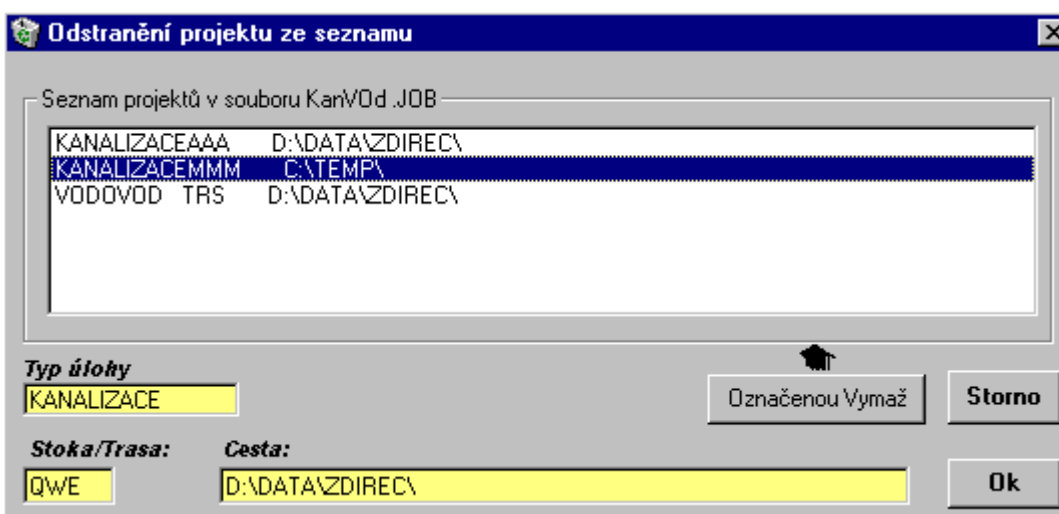 Odstranění projektu ze seznamu
Seznam projektů v souboru KanVOd .JOB
KANALIZACEAAA D:\DATA\ZDIREC\
KANALIZACEMMM C:\TEMP\
VODOVOD TRS D:\DATA\ZDIREC\
Typ úlohy
KANALIZACE
Označenou Vymaž
Storno
Stoka/Trasa: Cesta:
QWE D:\DATA\ZDIREC\
Ok